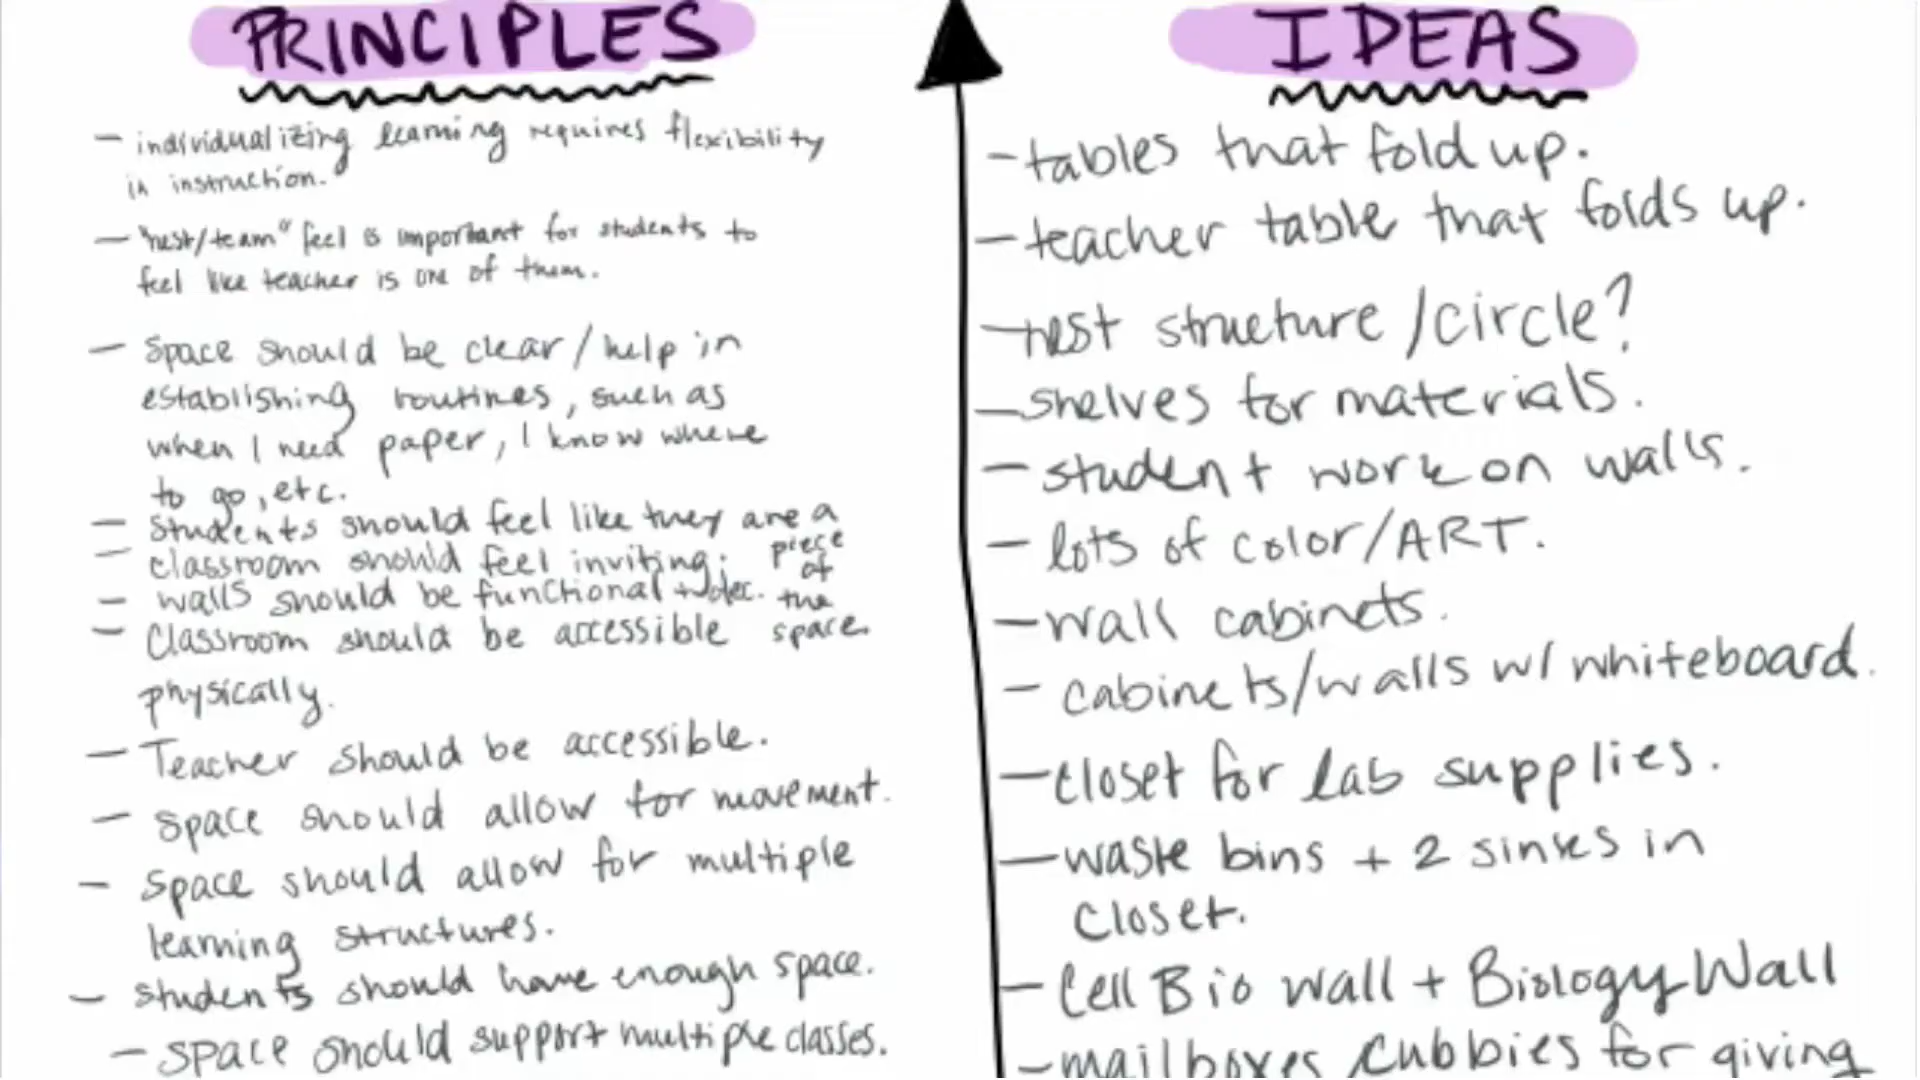 PRINCIPLES
- individualizing learning requires flexibility
in instruction.
- "nest/team" feel is important for students to
feel like teacher is one of them.
- Space should be clear/help in
establishing routines, such as
when I need paper, I know where
to go, etc.
- Students should feel like they are a
piece
of
the
space.
- classroom should feel inviting;
- walls should be functional + dec.
- Classroom should be accessible
physically.
- Teacher should be accessible.
- space should allow for movement.
- Space should allow for multiple
learning structures.
- students should have enough space.
- space should support multiple classes.
IDEAS
- tables that fold up.
- teacher table that folds up.
- nest structure/circle?
- shelves for materials.
- student work on walls.
- lots of color/ART.
- wall cabinets.
- cabinets/walls w/ whiteboard.
- closet for lab supplies.
- waste bins + 2 sinks in
closet.
- Cell Bio wall + Biology Wall
- mailboxes/cubbies for giving